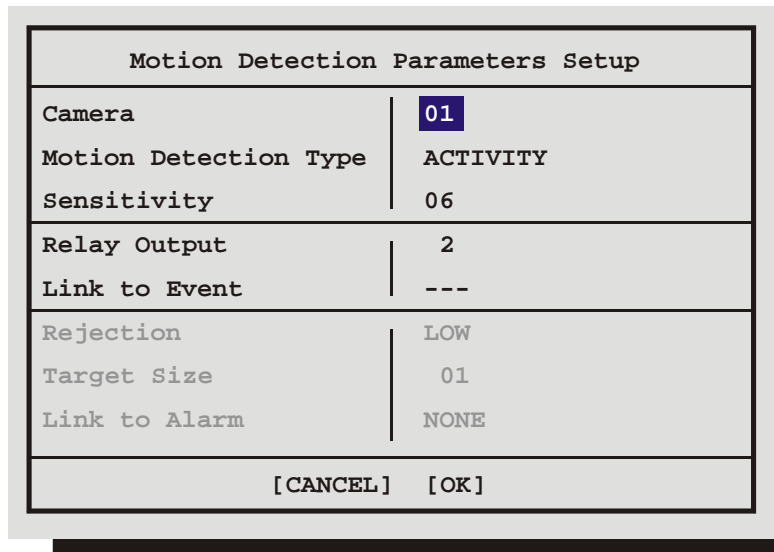 Motion Detection Parameters Setup
Camera 01
Motion Detection Type ACTIVITY
Sensitivity 06
Relay Output 2
Link to Event ---
Rejection LOW
Target Size 01
Link to Alarm NONE
[CANCEL] [OK]